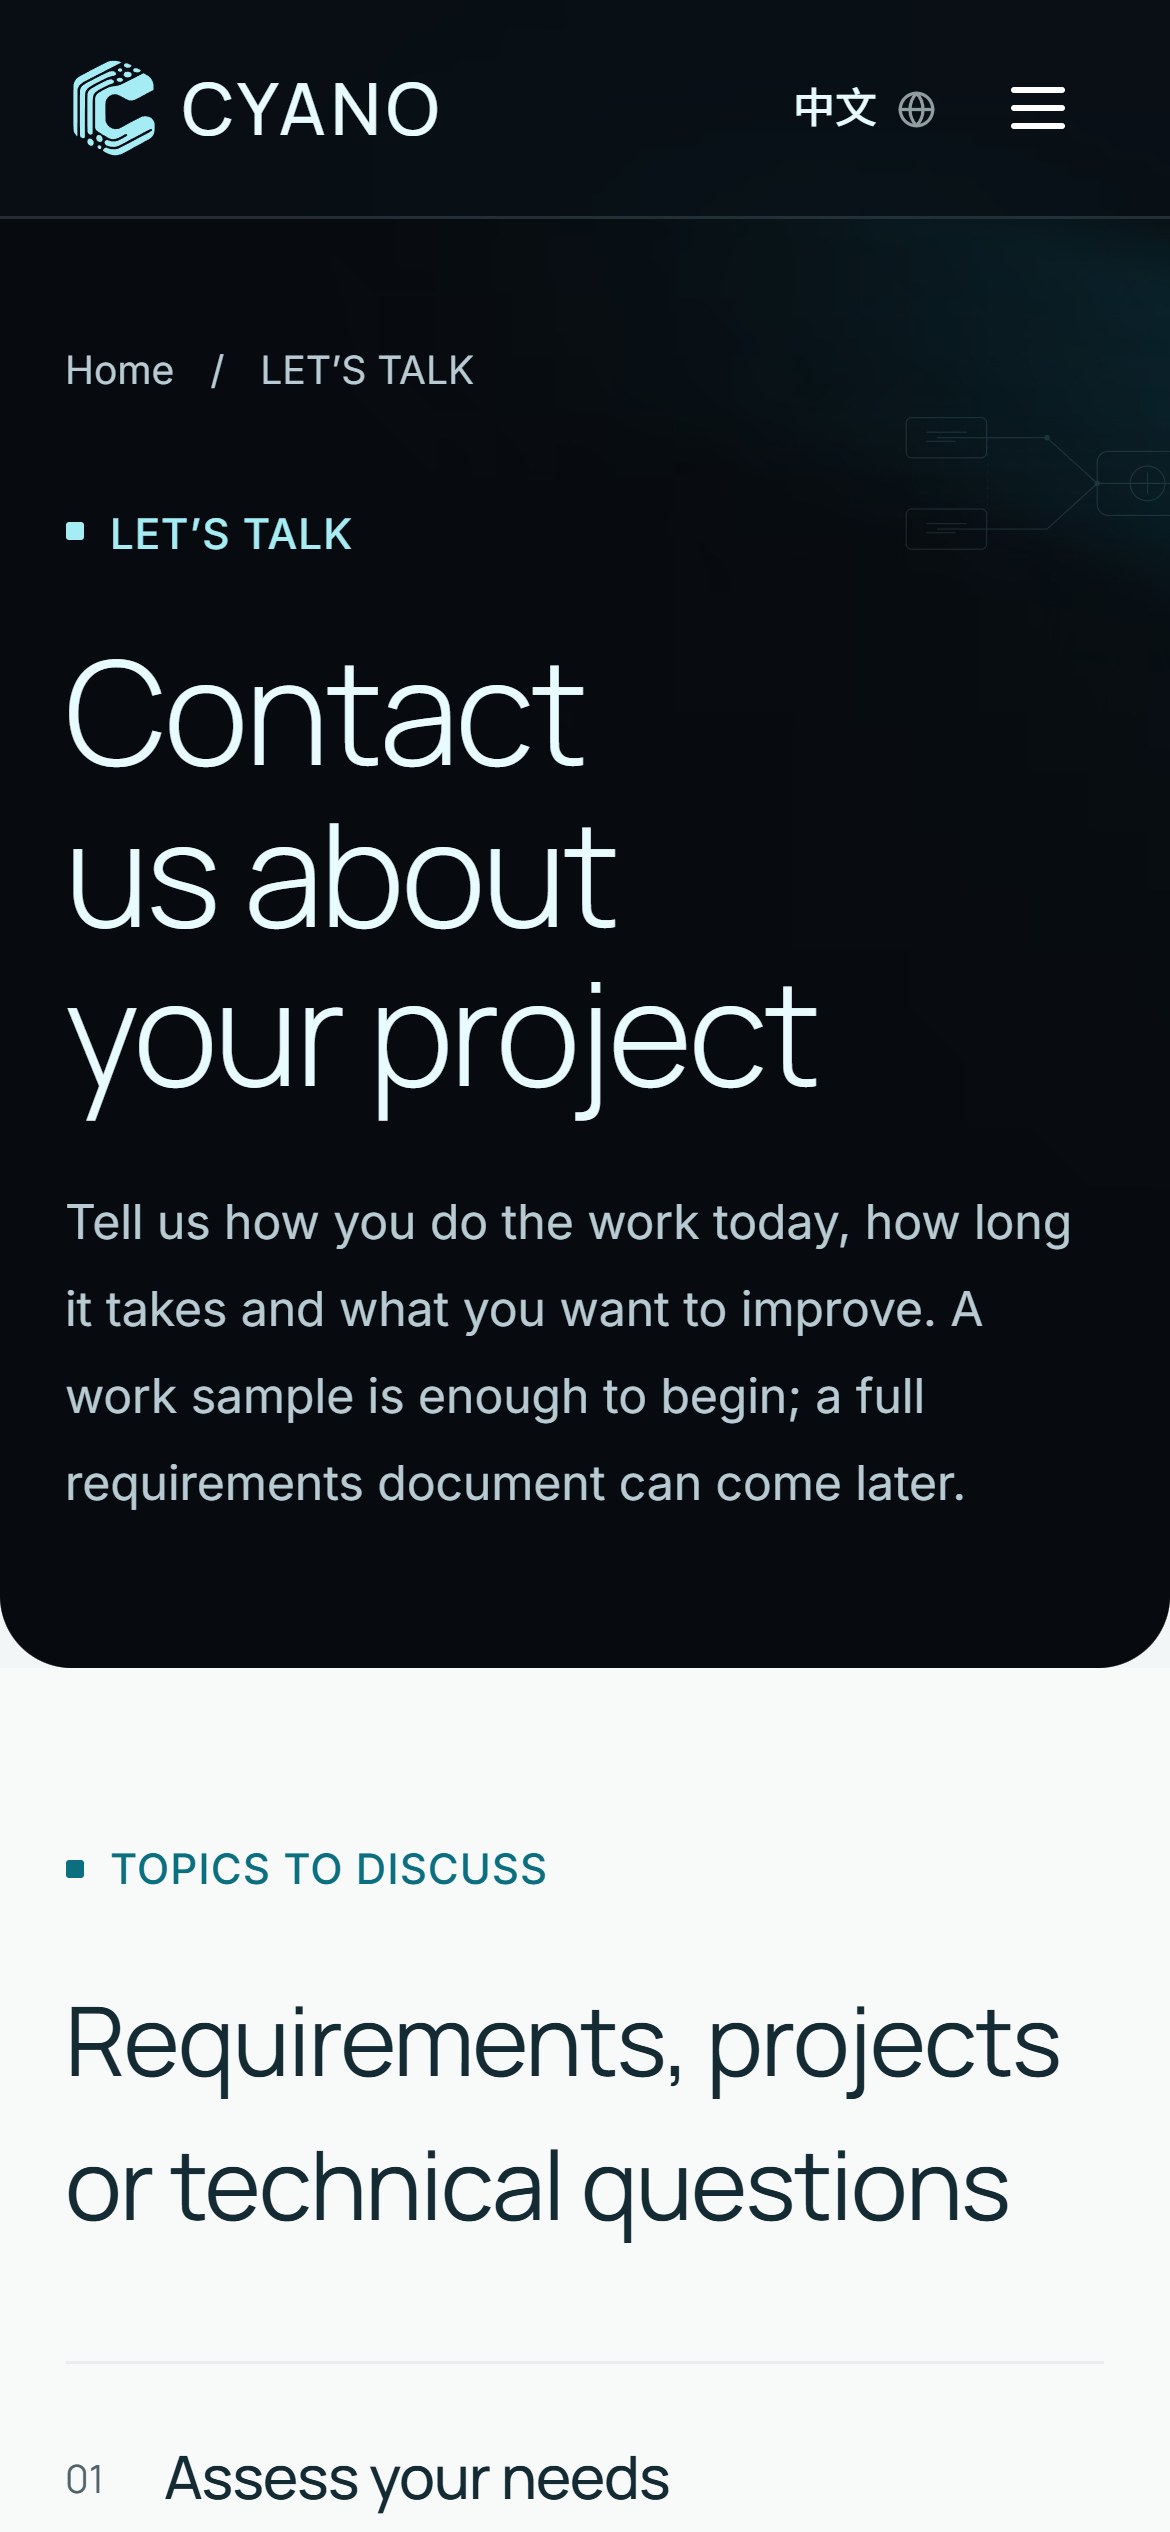 CYANO
中文
Home / LET’S TALK
LET’S TALK
Contact
us about
your project
Tell us how you do the work today, how long
it takes and what you want to improve. A
work sample is enough to begin; a full
requirements document can come later.
TOPICS TO DISCUSS
Requirements, projects
or technical questions
01 Assess your needs